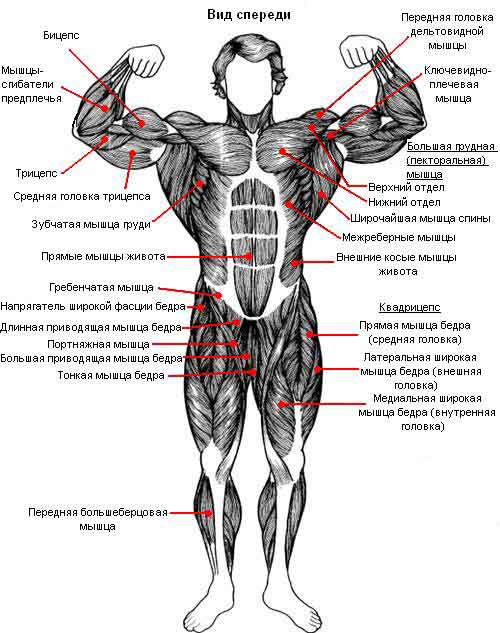 Вид спереди
Бицепс
Мышцы-
сгибатели
предплечья
Трицепс
Средняя головка трицепса
Зубчатая мышца груди
Прямые мышцы живота
Гребенчатая мышца
Напрягатель широкой фасции бедра
Длинная приводящая мышца бедра
Портняжная мышца
Большая приводящая мышца бедра
Тонкая мышца бедра
Передняя большеберцовая
мышца
Передняя головка
дельтовидной
мышцы
Ключевидно-
плечевая
мышца
Большая грудная
(пекторальная)
мышца
Верхний отдел
Нижний отдел
Широчайшая мышца спины
Межреберные мышцы
Внешние косые мышцы
живота
Квадрицепс
Прямая мышца бедра
(средняя головка)
Латеральная широкая
мышца бедра (внешняя
головка)
Медиальная широкая
мышца бедра (внутренняя
головка)